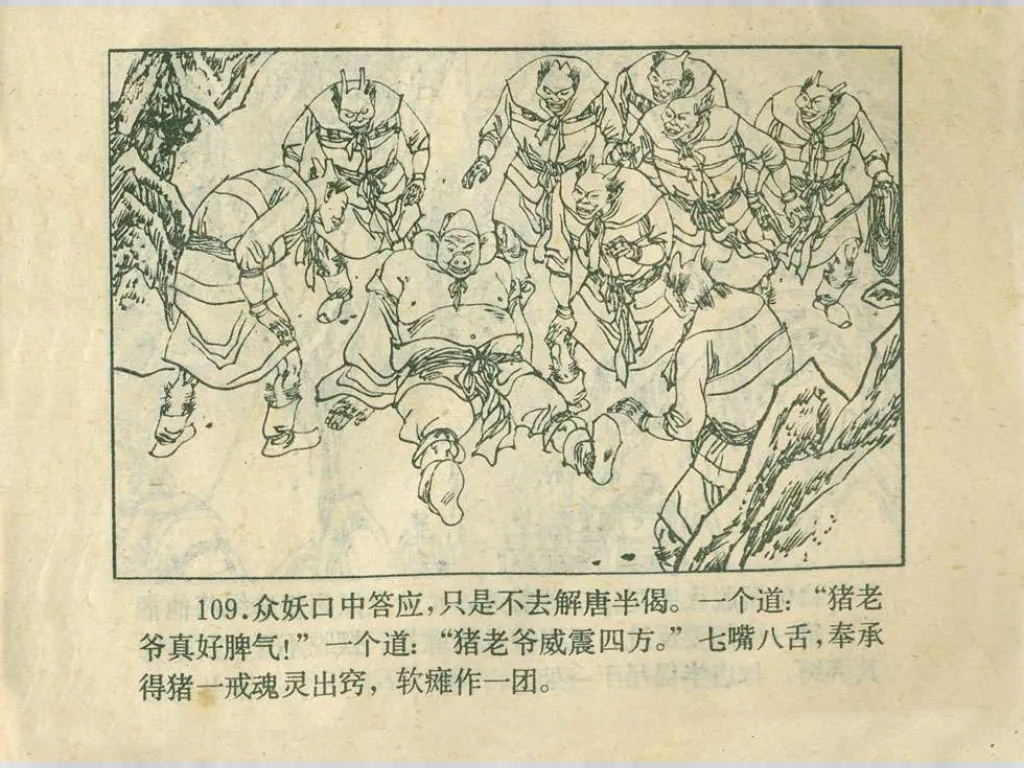 109.众妖口中答应，只是不去解唐半偈。一个道：“猪老
爷真好脾气！”一个道：“猪老爷威震四方。”七嘴八舌，奉承
得猪一戒魂灵出窍，软瘫作一团。